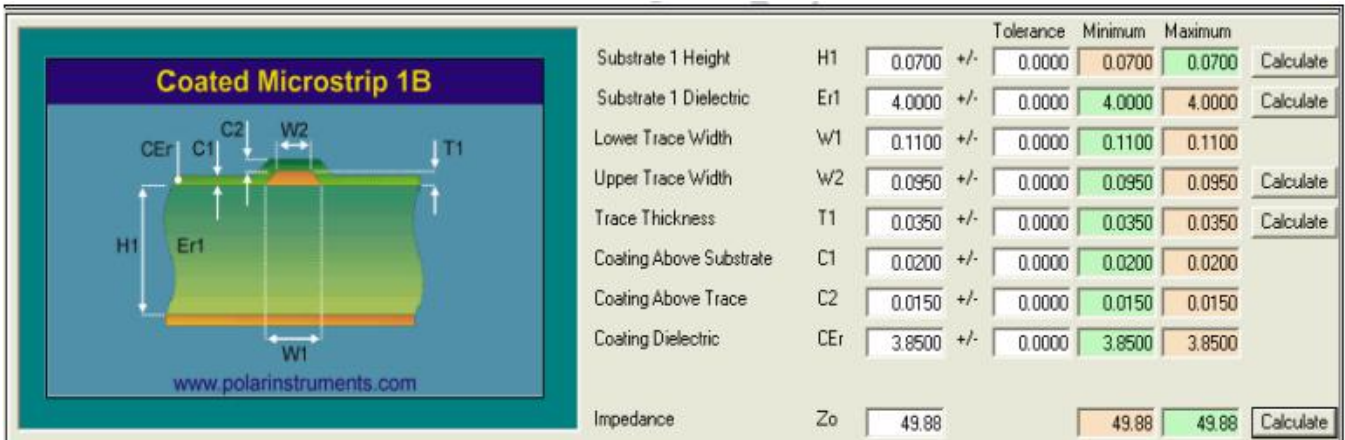 Coated Microstrip 1B
C2 W2
CEr C1 T1
H1 Er1
W1
www.polarinstruments.com
Tolerance Minimum Maximum
Substrate 1 Height H1 0.0700 +/- 0.0000 0.0700 0.0700 Calculate
Substrate 1 Dielectric Er1 4.0000 +/- 0.0000 4.0000 4.0000 Calculate
Lower Trace Width W1 0.1100 +/- 0.0000 0.1100 0.1100
Upper Trace Width W2 0.0950 +/- 0.0000 0.0950 0.0950 Calculate
Trace Thickness T1 0.0350 +/- 0.0000 0.0350 0.0350 Calculate
Coating Above Substrate C1 0.0200 +/- 0.0000 0.0200 0.0200
Coating Above Trace C2 0.0150 +/- 0.0000 0.0150 0.0150
Coating Dielectric CEr 3.8500 +/- 0.0000 3.8500 3.8500
Impedance Zo 49.88 49.88 49.88 Calculate